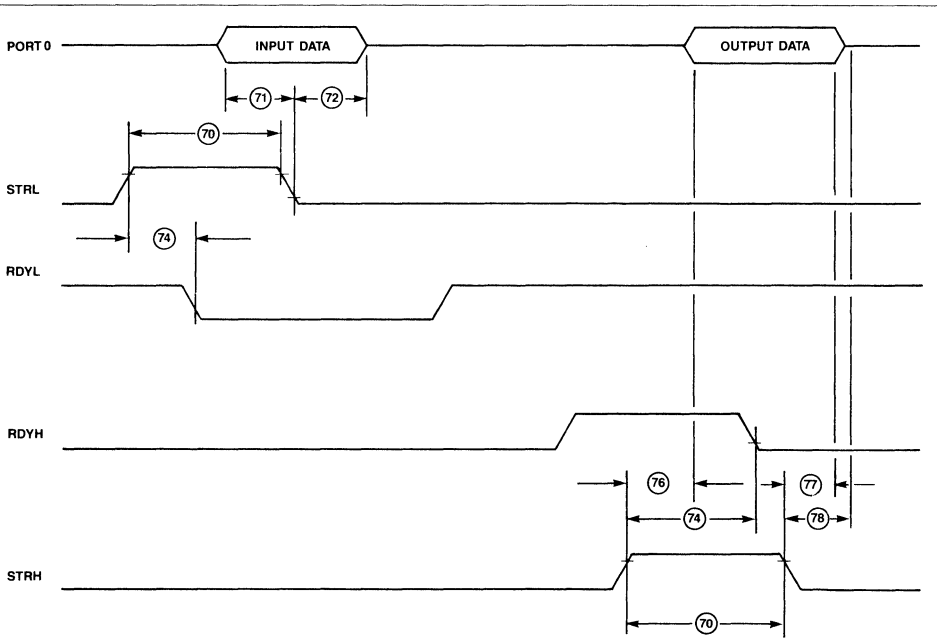 PORT 0 INPUT DATA OUTPUT DATA
71 72
70
STRL
74
RDYL
RDYH
76 77
74 78
STRH
70